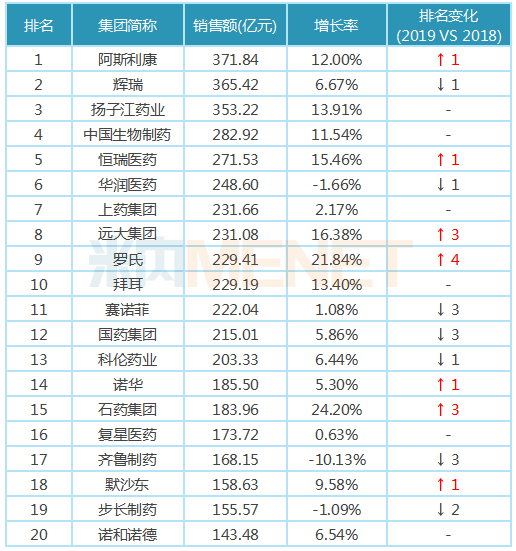 排名 集团简称 销售额(亿元) 增长率 排名变化
(2019 VS 2018)
1 阿斯利康 371.84 12.00% ↑ 1
2 辉瑞 365.42 6.67% ↓ 1
3 扬子江药业 353.22 13.91% -
4 中国生物制药 282.92 11.54% -
5 恒瑞医药 271.53 15.46% ↑ 1
6 华润医药 248.60 -1.66% ↓ 1
7 上药集团 231.66 2.17% -
8 远大集团 231.08 16.38% ↑ 3
9 罗氏 229.41 21.84% ↑ 4
10 拜耳 229.19 13.40% -
11 赛诺菲 222.04 1.08% ↓ 3
12 国药集团 215.01 5.86% ↓ 3
13 科伦药业 203.33 6.44% ↓ 1
14 诺华 185.50 5.30% ↑ 1
15 石药集团 183.96 24.20% ↑ 3
16 复星医药 173.72 0.63% -
17 齐鲁制药 168.15 -10.13% ↓ 3
18 默沙东 158.63 9.58% ↑ 1
19 步长制药 155.57 -1.09% ↓ 2
20 诺和诺德 143.48 6.54% -
米内MENET